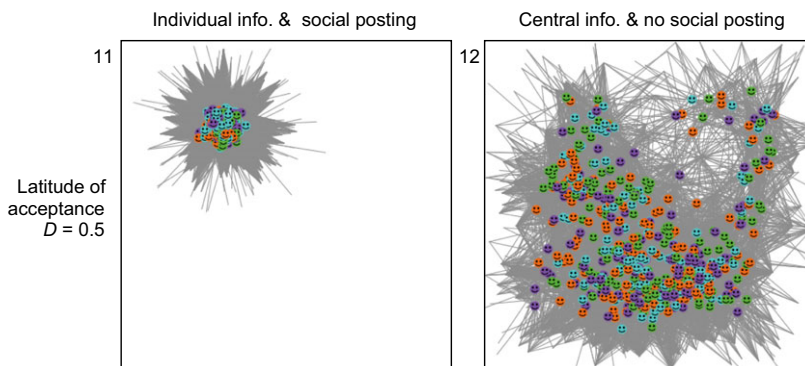 Individual info. & social posting
Central info. & no social posting
11
12
Latitude of
acceptance
D = 0.5